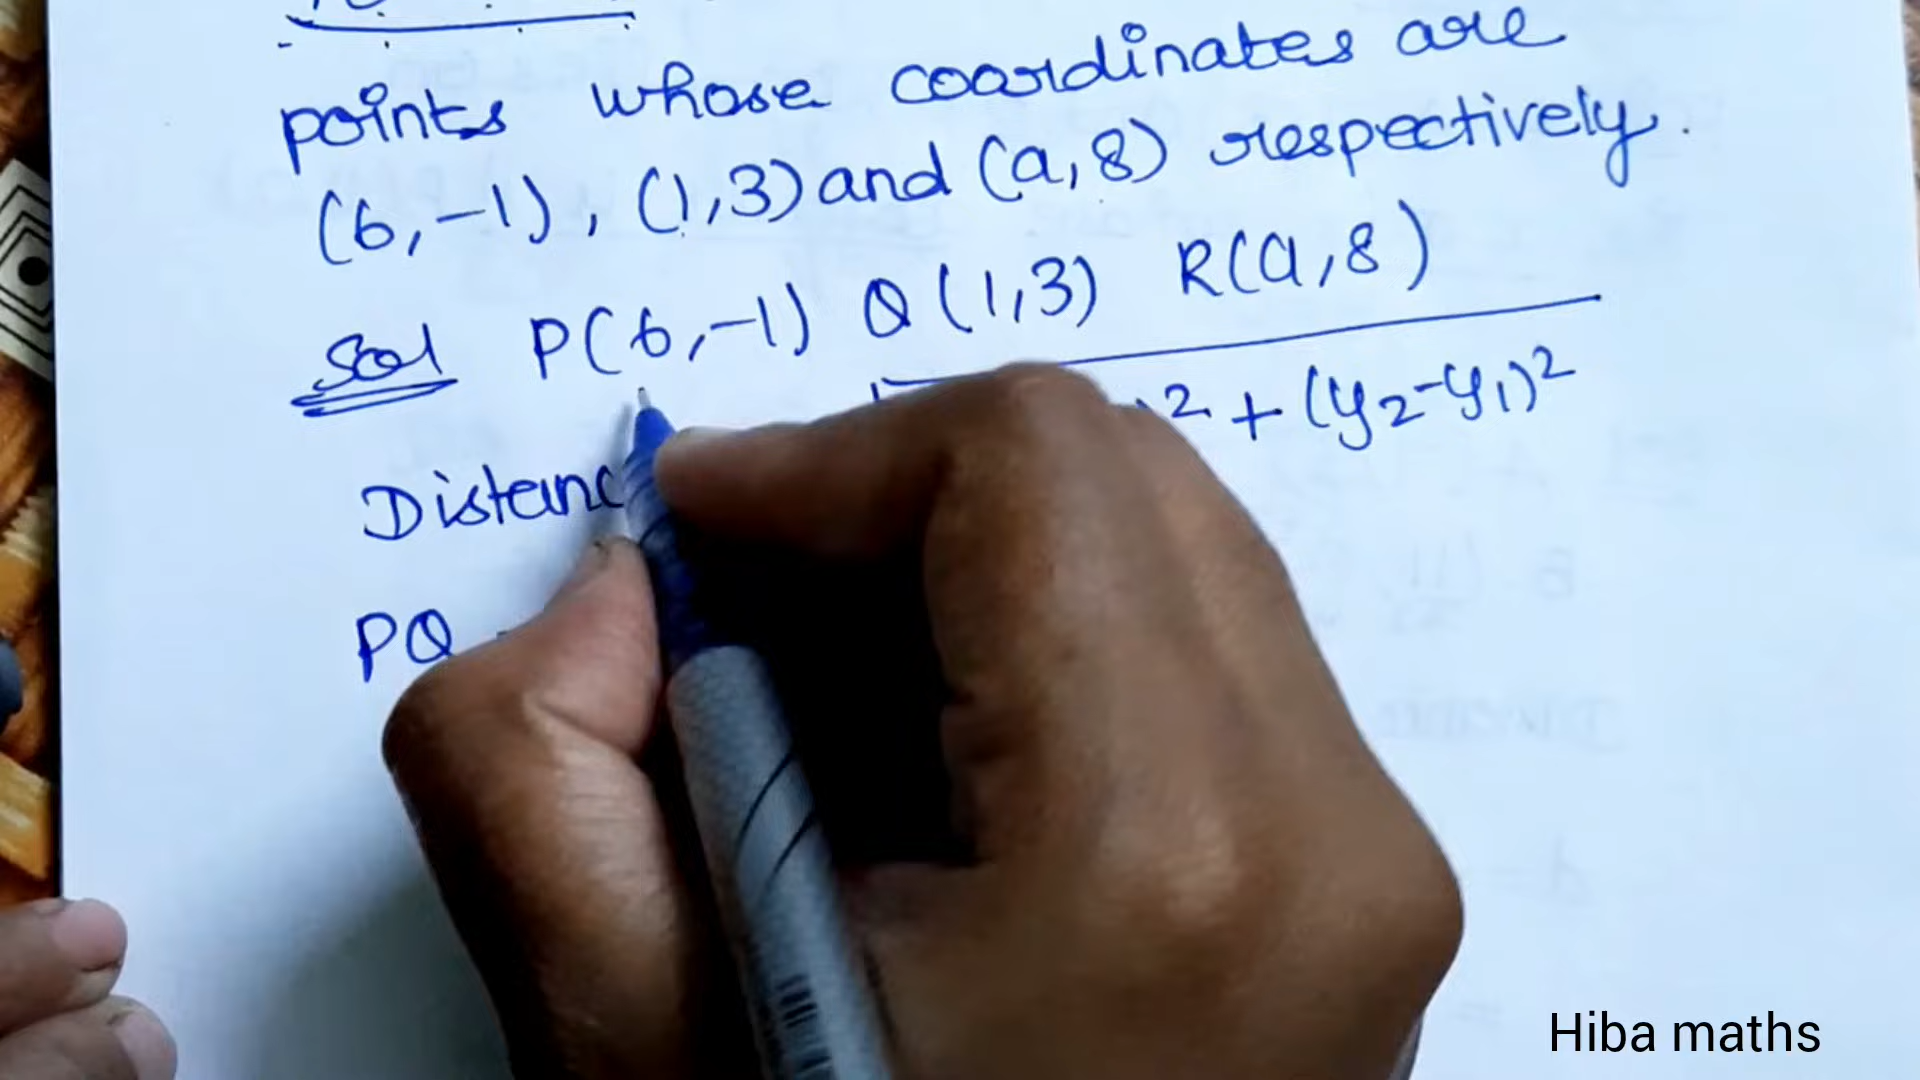 points whose coordinates are
(6,-1), (1,3) and (a,8) respectively.
Sol P(6,-1) Q(1,3) R(a,8)
² + (y₂-y₁)²
Distanc
PQ
Hiba maths